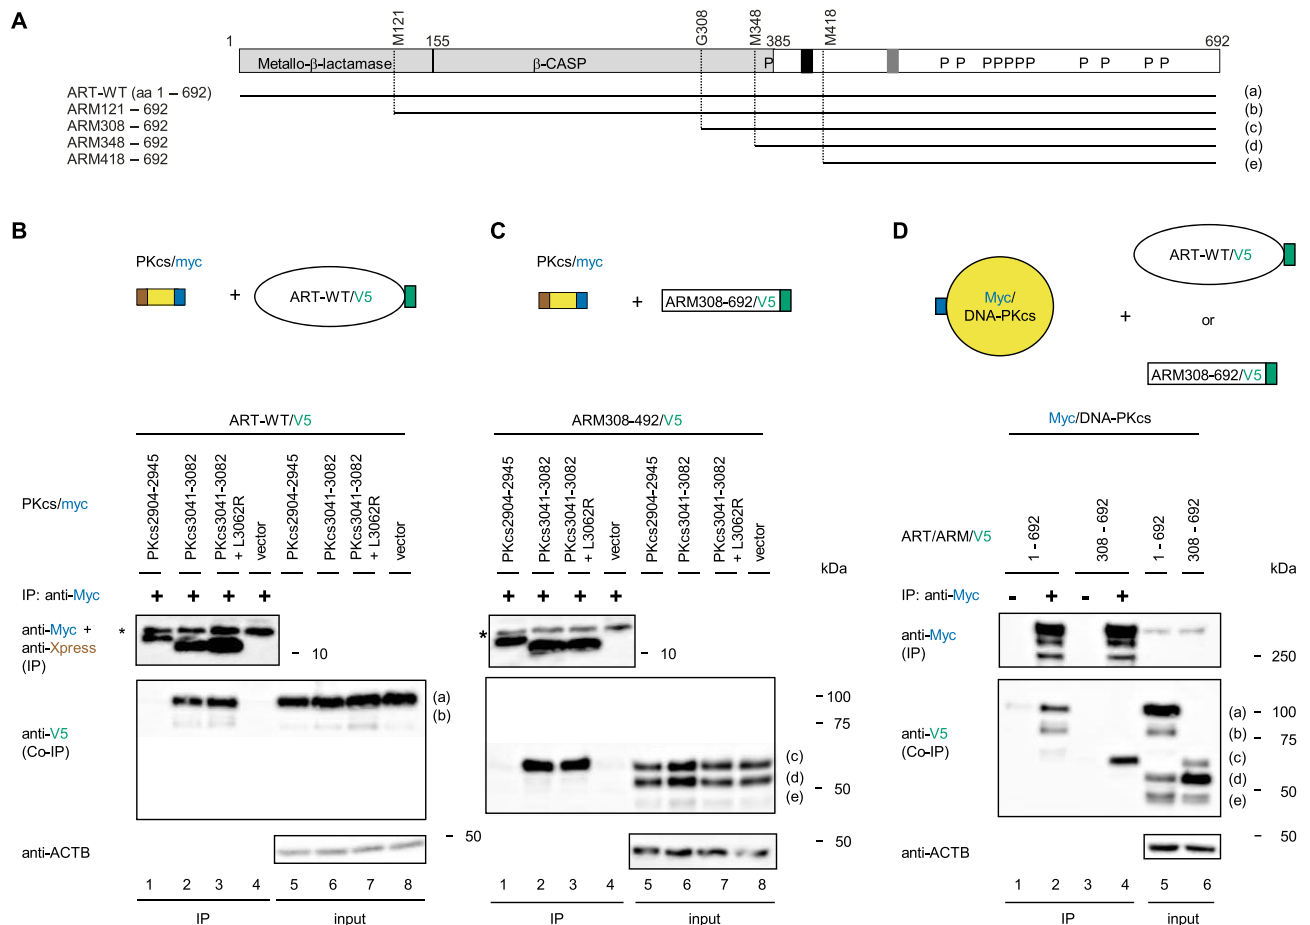 A
1
M121
155
G308
M348
385
M418
692
Metallo-β-lactamase
β-CASP
P
P P PPPPP P P P P
ART-WT (aa 1 – 692) (a)
ARM121 – 692 (b)
ARM308 – 692 (c)
ARM348 – 692 (d)
ARM418 – 692 (e)
B
PKcs/myc
+
ART-WT/V5
ART-WT/V5
PKcs/myc
PKcs2904-2945
PKcs3041-3082
PKcs3041-3082
+ L3062R
vector
PKcs2904-2945
PKcs3041-3082
PKcs3041-3082
+ L3062R
vector
IP: anti-Myc + + + +
anti-Myc +
anti-Xpress
(IP)
*
– 10
anti-V5
(Co-IP)
(a)
(b)
anti-ACTB
– 50
1 2 3 4 5 6 7 8
IP input
C
PKcs/myc
+
ARM308-692/V5
ARM308-492/V5
PKcs2904-2945
PKcs3041-3082
PKcs3041-3082
+ L3062R
vector
PKcs2904-2945
PKcs3041-3082
PKcs3041-3082
+ L3062R
vector
kDa
+ + + +
*
– 10
– 100
– 75
(c)
(d)
– 50
(e)
– 50
1 2 3 4 5 6 7 8
IP input
D
Myc/
DNA-PKcs
+
ART-WT/V5
or
ARM308-692/V5
Myc/DNA-PKcs
ART/ARM/V5
1 - 692
308 - 692
1 - 692
308 - 692
kDa
IP: anti-Myc - + - +
anti-Myc
(IP)
– 250
anti-V5
(Co-IP)
(a) – 100
(b)
– 75
(c)
(d)
– 50
(e)
anti-ACTB
– 50
1 2 3 4 5 6
IP input